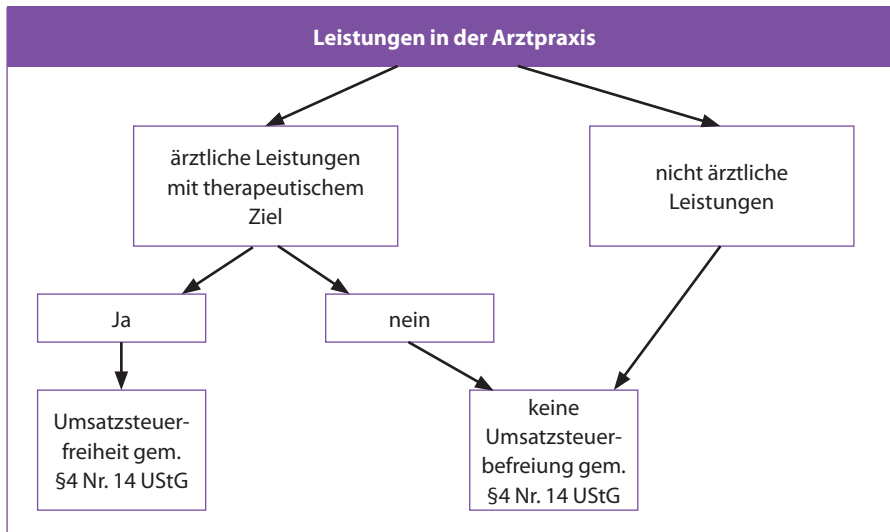 Leistungen in der Arztpraxis
ärztliche Leistungen
mit therapeutischem
Ziel
nicht ärztliche
Leistungen
Ja
nein
Umsatzsteuer-
freiheit gem.
§4 Nr. 14 UStG
keine
Umsatzsteuer-
befreiung gem.
§4 Nr. 14 UStG